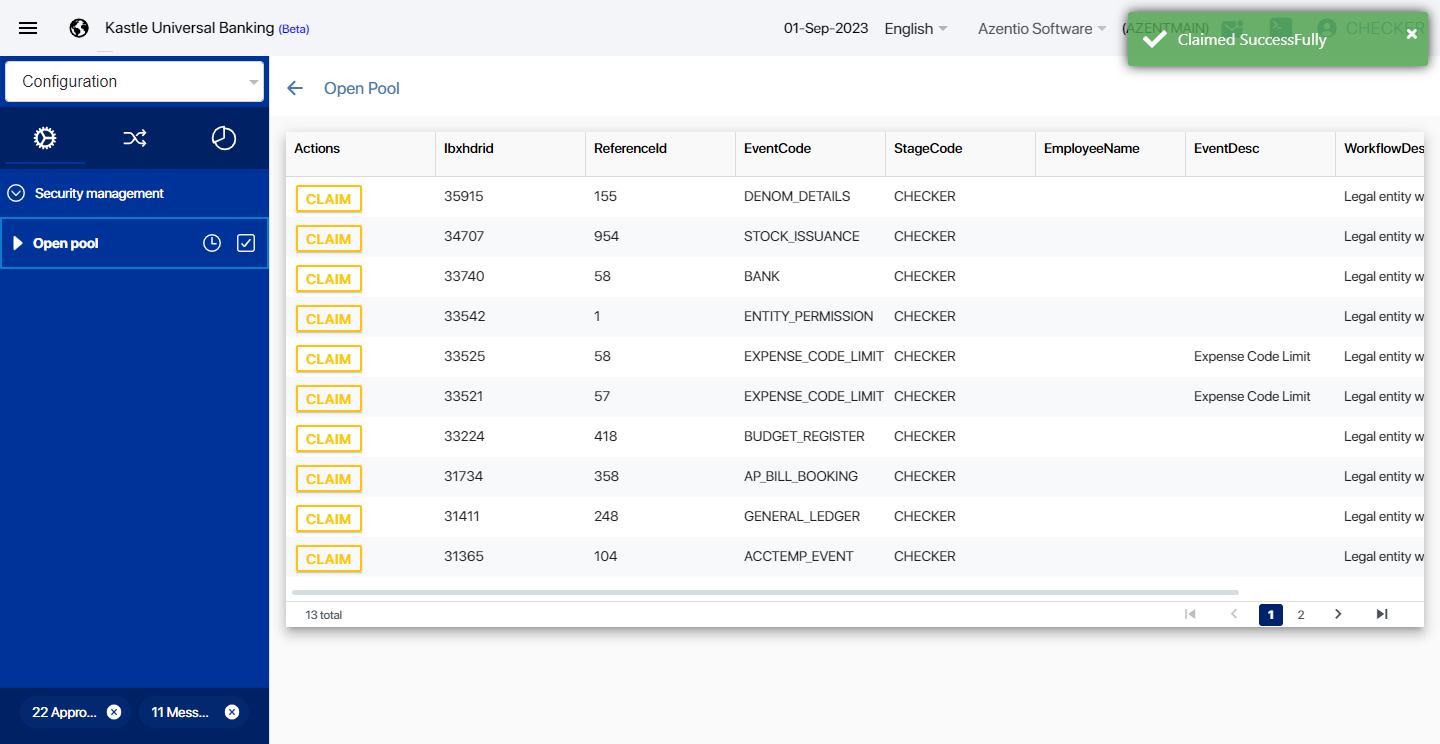 Kastle Universal Banking (Beta)
01-Sep-2023 English Azentio Software (AZENTMAIN) CHECKER
Claimed SuccessFully
Configuration
Open Pool
Security management
Open pool
Actions Ibxhdrid ReferenceId EventCode StageCode EmployeeName EventDesc WorkflowDes
CLAIM 35915 155 DENOM_DETAILS CHECKER Legal entity w
CLAIM 34707 954 STOCK_ISSUANCE CHECKER Legal entity w
CLAIM 33740 58 BANK CHECKER Legal entity w
CLAIM 33542 1 ENTITY_PERMISSION CHECKER Legal entity w
CLAIM 33525 58 EXPENSE_CODE_LIMIT CHECKER Expense Code Limit Legal entity w
CLAIM 33521 57 EXPENSE_CODE_LIMIT CHECKER Expense Code Limit Legal entity w
CLAIM 33224 418 BUDGET_REGISTER CHECKER Legal entity w
CLAIM 31734 358 AP_BILL_BOOKING CHECKER Legal entity w
CLAIM 31411 248 GENERAL_LEDGER CHECKER Legal entity w
CLAIM 31365 104 ACCTEMP_EVENT CHECKER Legal entity w
13 total 1 2
22 Appro... 11 Mess...